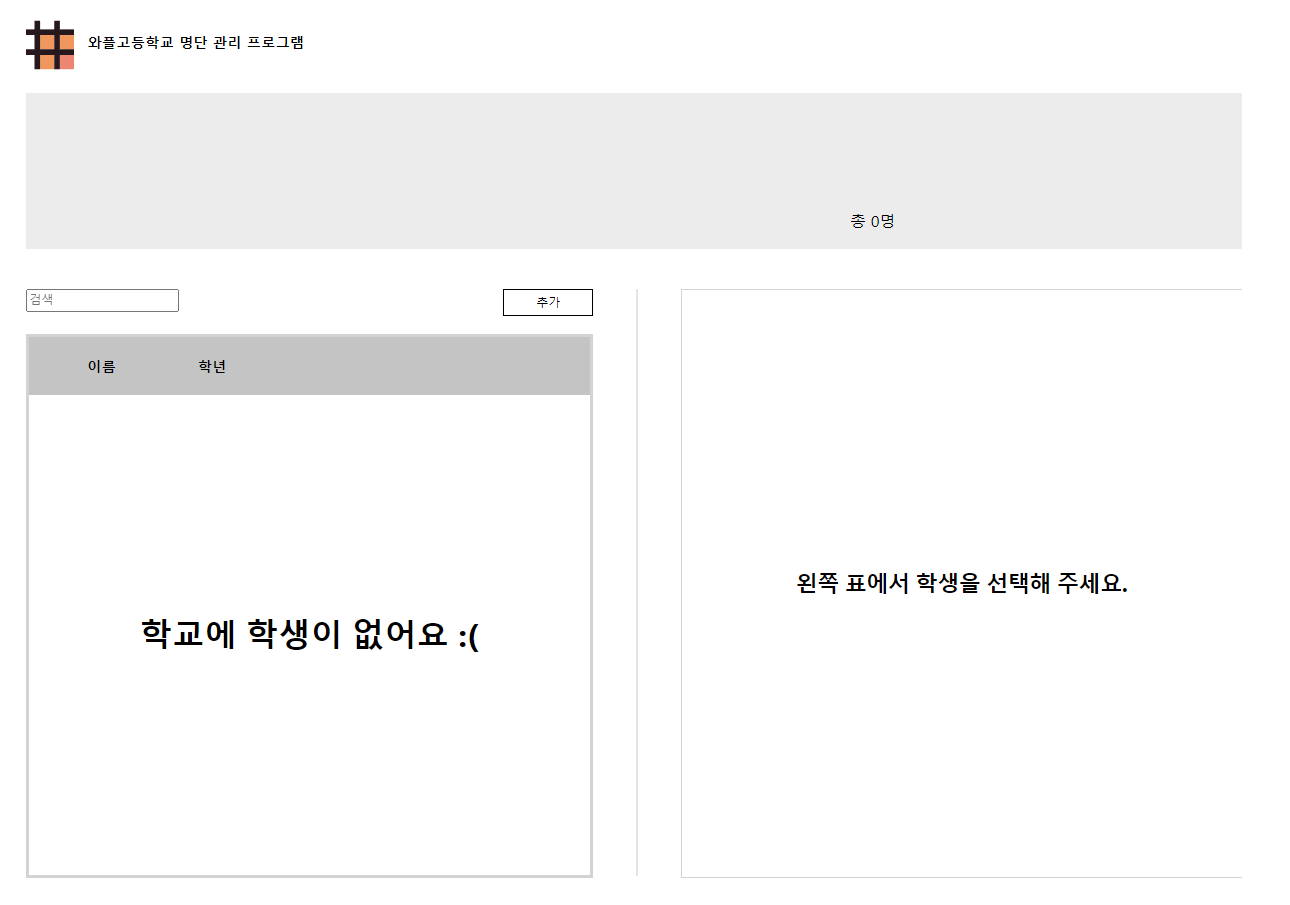 와플고등학교 명단 관리 프로그램
총 0명
검색
추가
이름 학년
학교에 학생이 없어요 :(
왼쪽 표에서 학생을 선택해 주세요.